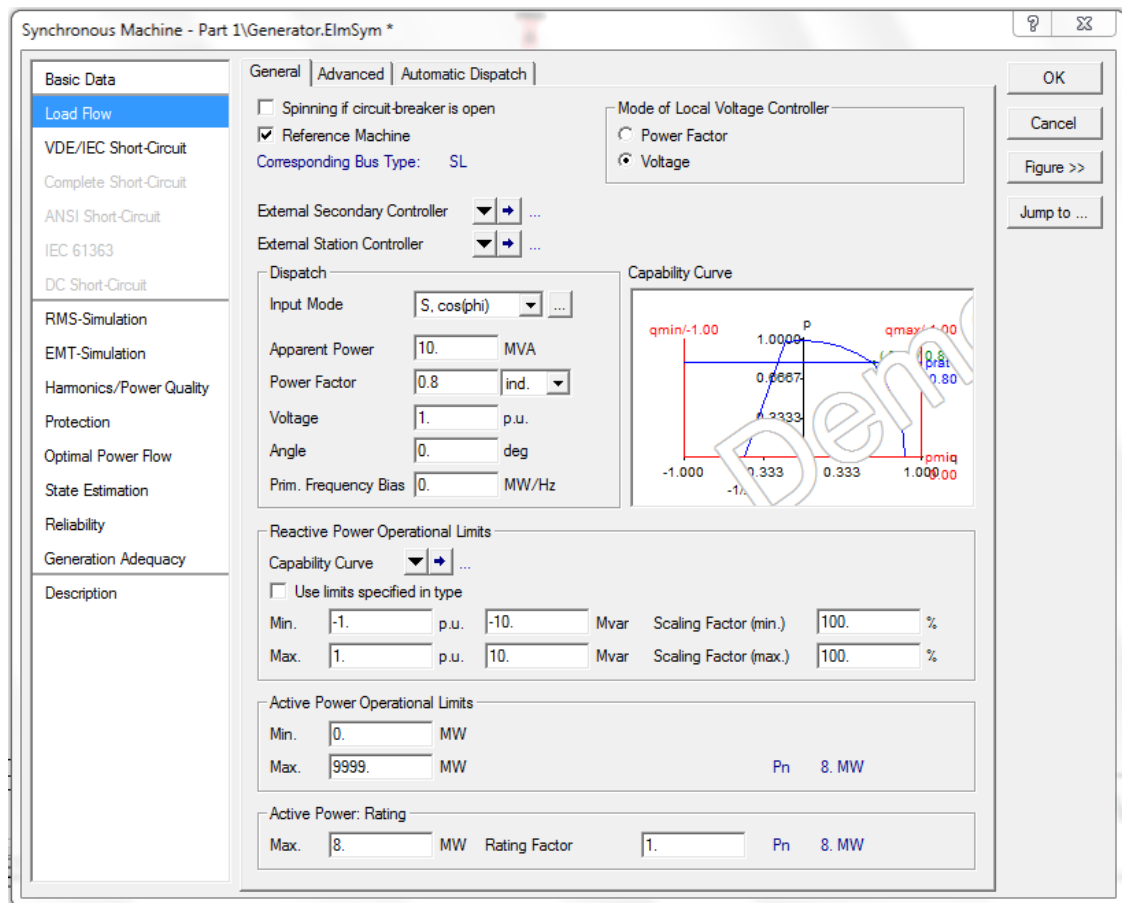 Synchronous Machine - Part 1\Generator.ElmSym *
Basic Data
Load Flow
VDE/IEC Short-Circuit
Complete Short-Circuit
ANSI Short-Circuit
IEC 61363
DC Short-Circuit
RMS-Simulation
EMT-Simulation
Harmonics/Power Quality
Protection
Optimal Power Flow
State Estimation
Reliability
Generation Adequacy
Description
General Advanced Automatic Dispatch
Spinning if circuit-breaker is open
Reference Machine
Corresponding Bus Type: SL
Mode of Local Voltage Controller
Power Factor
Voltage
External Secondary Controller ...
External Station Controller ...
Dispatch
Input Mode S, cos(phi) ...
Apparent Power 10. MVA
Power Factor 0.8 ind.
Voltage 1. p.u.
Angle 0. deg
Prim. Frequency Bias 0. MW/Hz
Capability Curve
p
qmin/-1.00 qmax/1.00
1.0000
prat
0.6667 0.80
0.3333
pmin
-1.000 0.333 0.333 1.000 0.00
Demo
Reactive Power Operational Limits
Capability Curve ...
Use limits specified in type
Min. -1. p.u. -10. Mvar Scaling Factor (min.) 100. %
Max. 1. p.u. 10. Mvar Scaling Factor (max.) 100. %
Active Power Operational Limits
Min. 0. MW
Max. 9999. MW Pn 8. MW
Active Power: Rating
Max. 8. MW Rating Factor 1. Pn 8. MW
OK
Cancel
Figure >>
Jump to ...